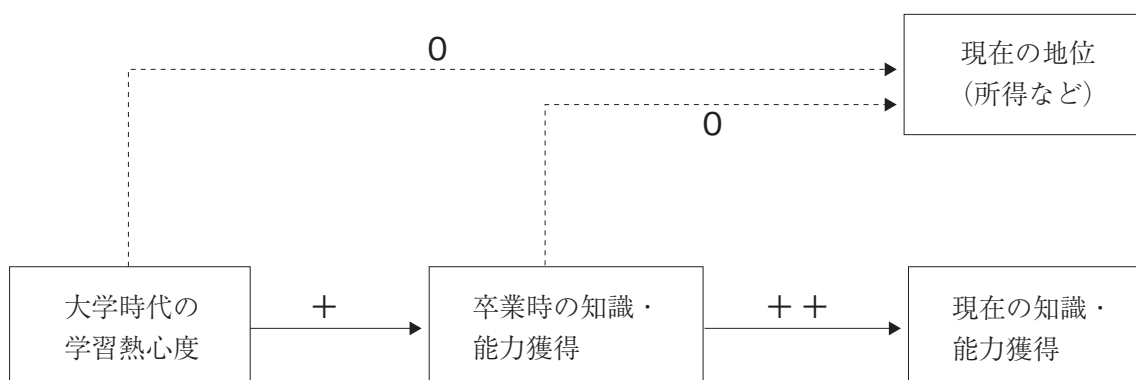 0
現在の地位
（所得など）
0
大学時代の
学習熱心度
＋
卒業時の知識・
能力獲得
＋＋
現在の知識・
能力獲得